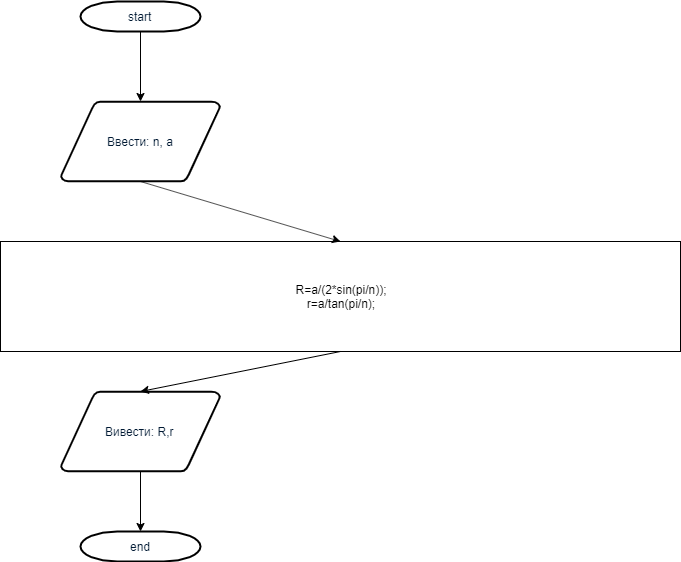 start
Ввести: n, a
R=a/(2*sin(pi/n));
r=a/tan(pi/n);
Вивести: R,r
end